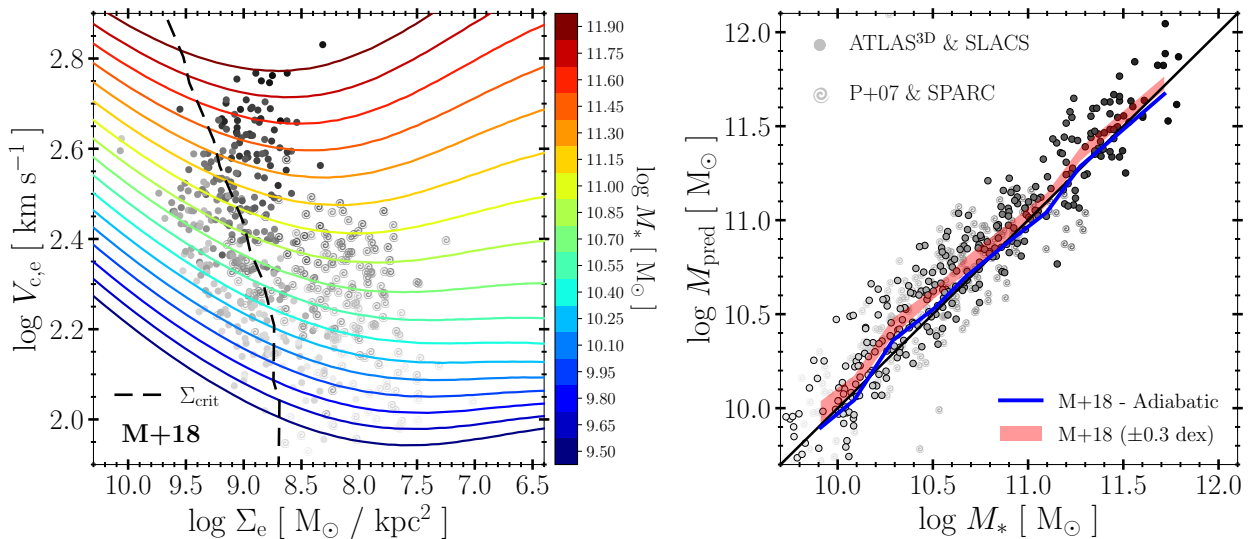 log V_c,e [ km s⁻¹ ]
2.8
2.6
2.4
2.2
2.0
Σ_crit
M+18
10.0 9.5 9.0 8.5 8.0 7.5 7.0 6.5
log Σ_e [ M_⊙ / kpc² ]
11.90
11.75
11.60
11.45
11.30
11.15
11.00
10.85
10.70
10.55
10.40
10.25
10.10
9.95
9.80
9.65
9.50
log M_* [ M_⊙ ]
log M_pred [ M_⊙ ]
12.0
11.5
11.0
10.5
10.0
ATLAS³ᴰ & SLACS
P+07 & SPARC
M+18 - Adiabatic
M+18 (±0.3 dex)
10.0 10.5 11.0 11.5 12.0
log M_* [ M_⊙ ]